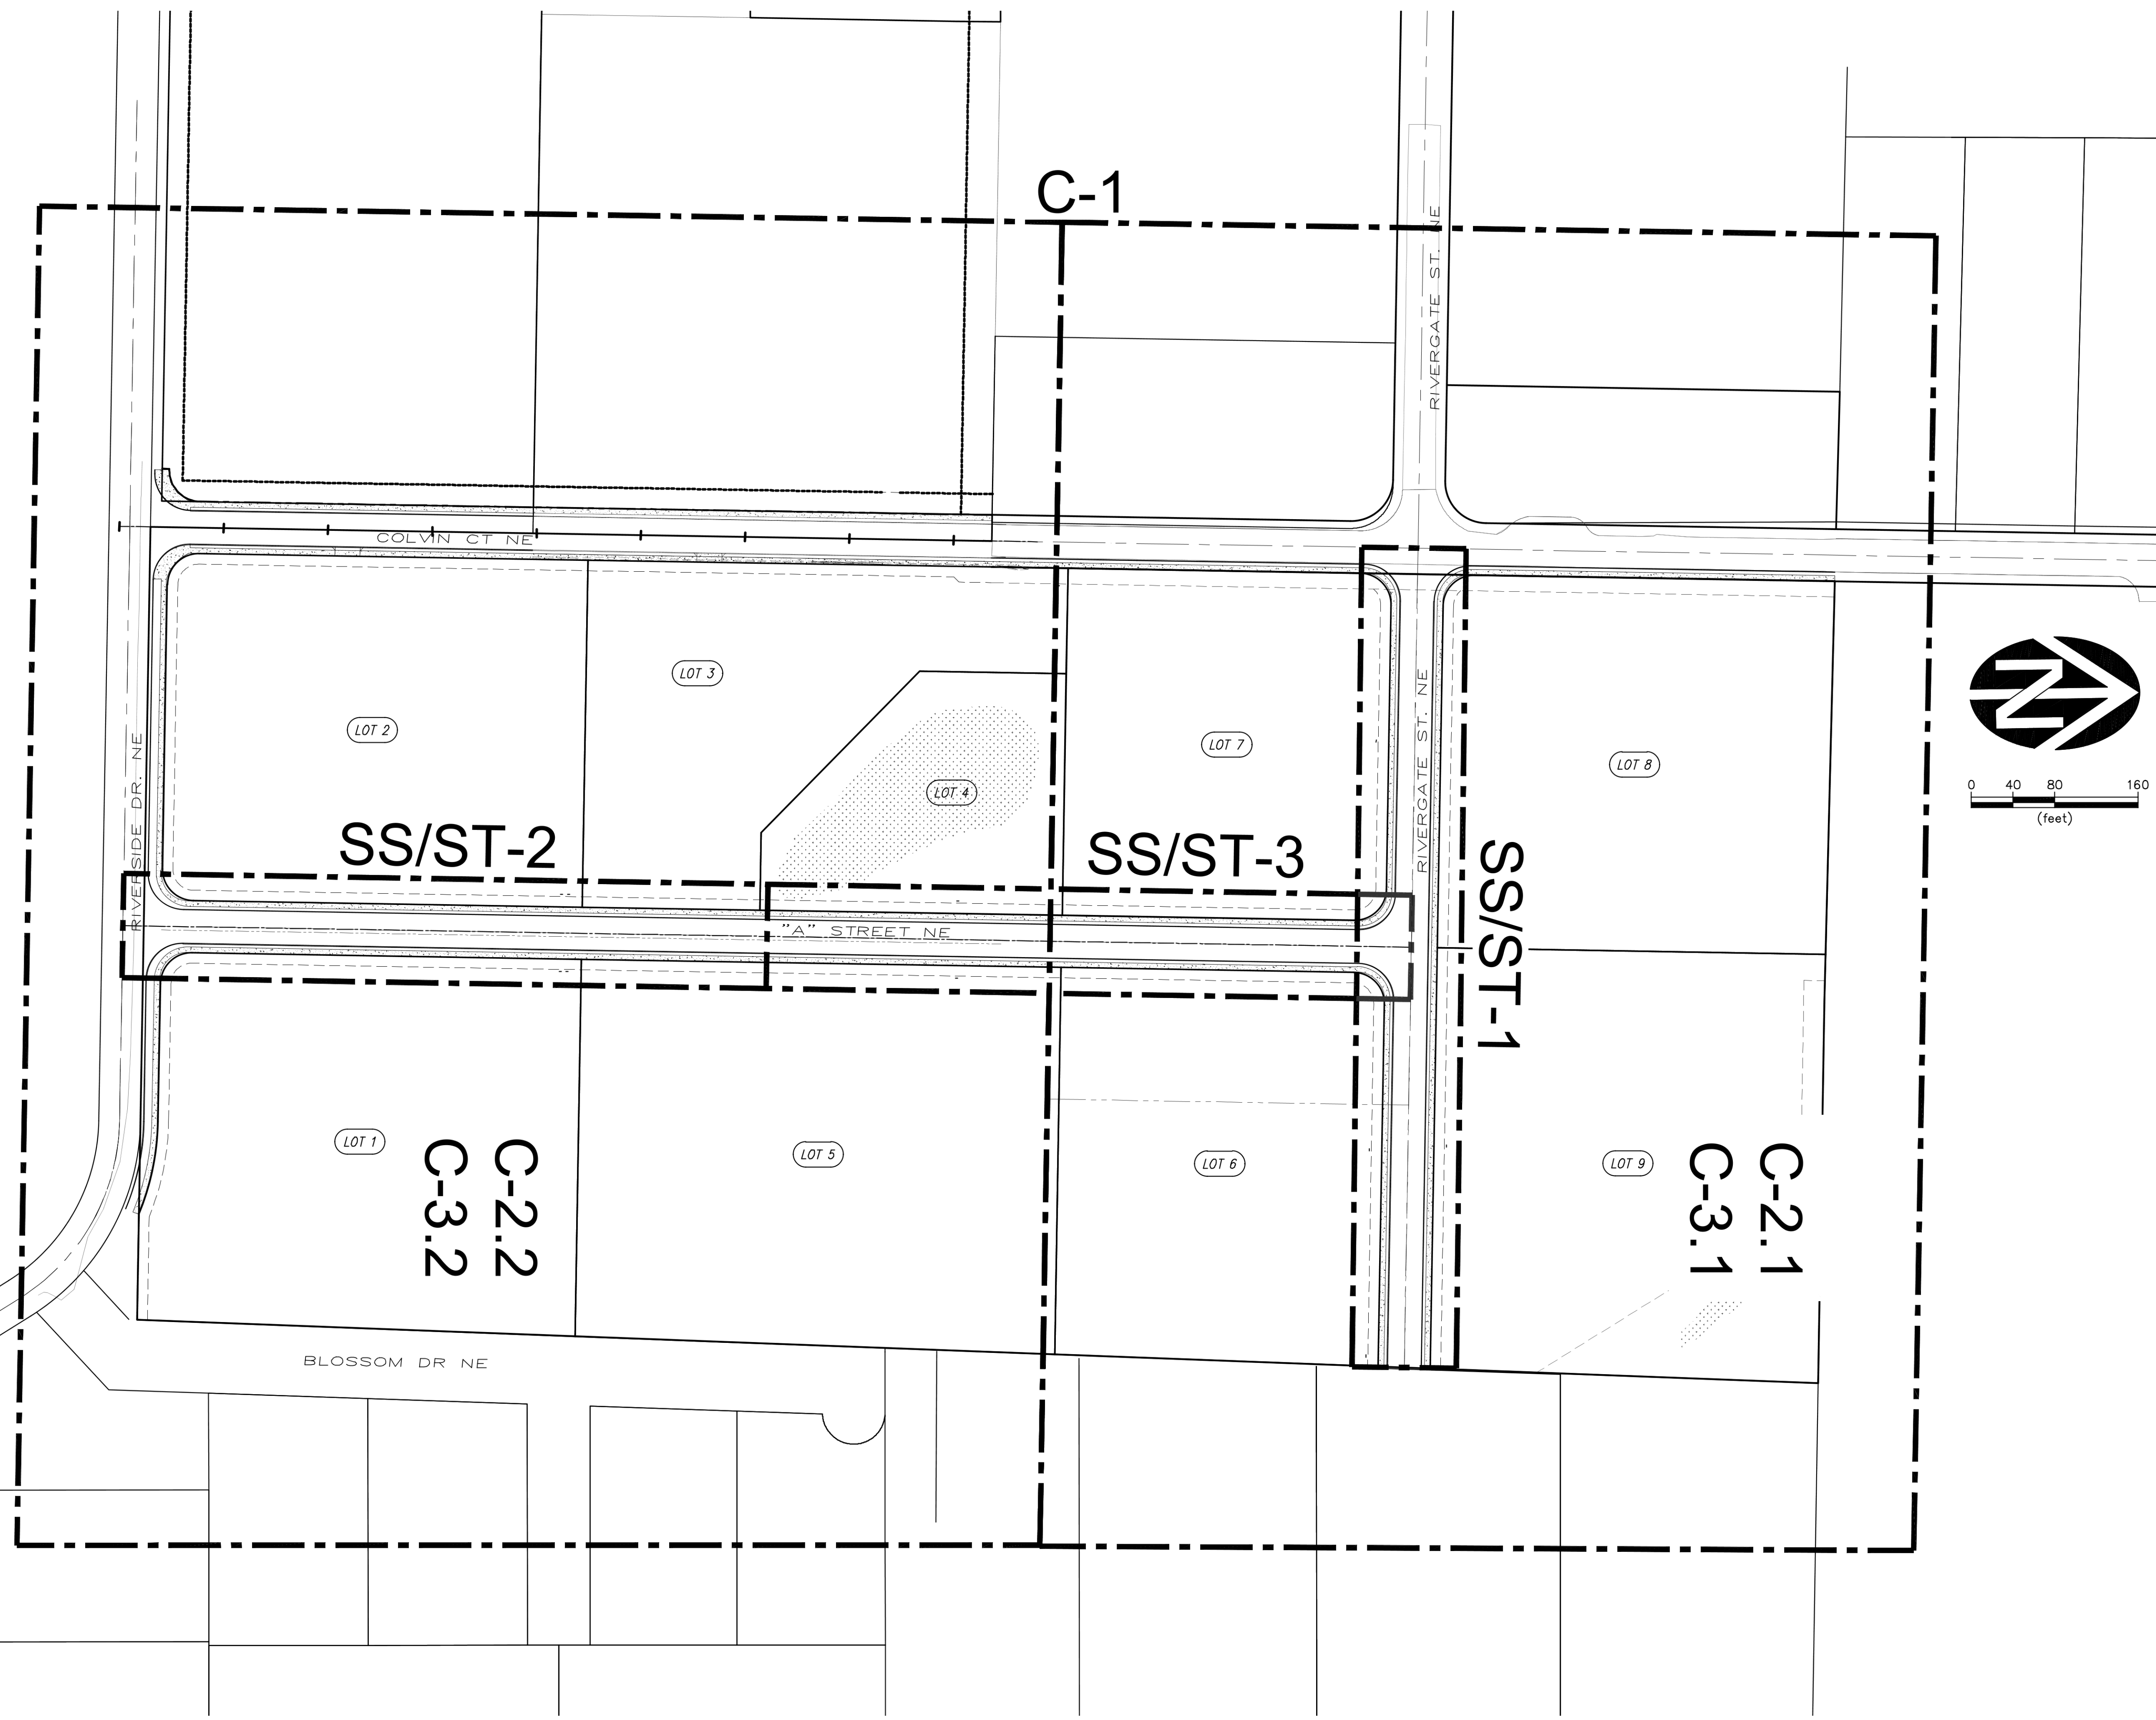 C-1
RIVERGATE ST. NE
COLVIN CT NE
LOT 3
LOT 2
LOT 7
LOT 8
LOT 4
N
0 40 80 160
(feet)
RIVERSIDE DR. NE
RIVERGATE ST. NE
SS/ST-2
SS/ST-3
SS/ST-1
"A" STREET NE
LOT 1
LOT 5
LOT 6
LOT 9
C-2.2
C-3.2
C-2.1
C-3.1
BLOSSOM DR NE